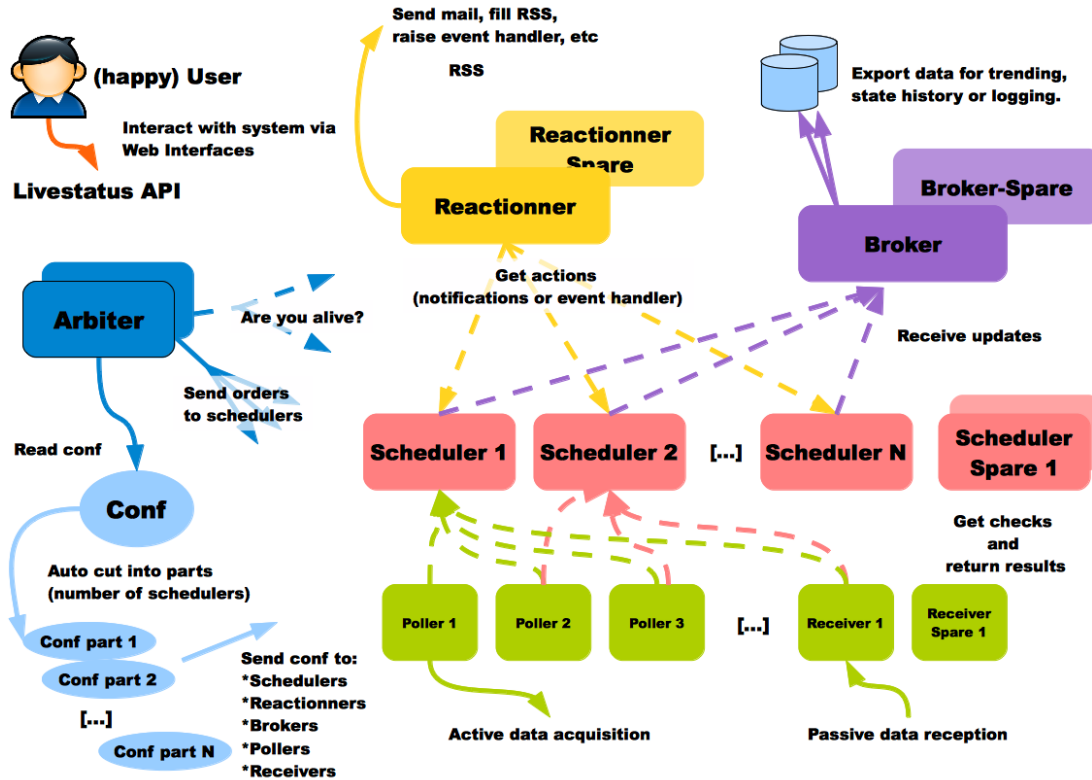 Send mail, fill RSS,
raise event handler, etc
RSS
(happy) User
Interact with system via
Web Interfaces
Livestatus API
Export data for trending,
state history or logging.
Reactionner
Spare
Reactionner
Broker-Spare
Broker
Get actions
(notifications or event handler)
Arbiter
Are you alive?
Receive updates
Send orders
to schedulers
Read conf
Scheduler 1
Scheduler 2
[...]
Scheduler N
Scheduler
Spare 1
Conf
Get checks
and
return results
Auto cut into parts
(number of schedulers)
Poller 1
Poller 2
Poller 3
[...]
Receiver 1
Receiver
Spare 1
Conf part 1
Conf part 2
[...]
Conf part N
Send conf to:
*Schedulers
*Reactionners
*Brokers
*Pollers
*Receivers
Active data acquisition
Passive data reception